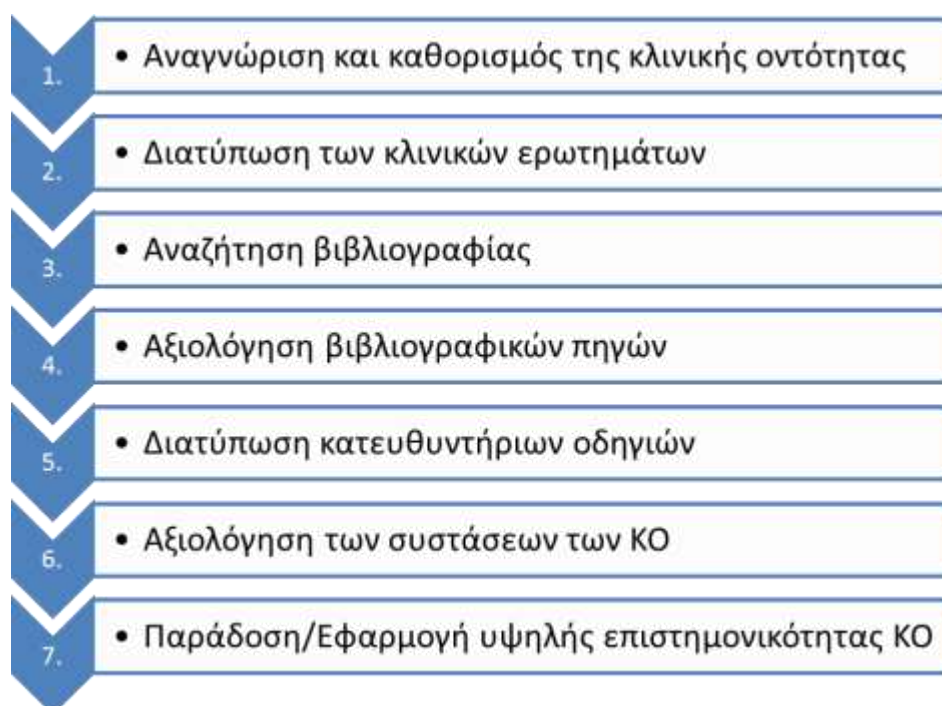 1. • Αναγνώριση και καθορισμός της κλινικής οντότητας
2. • Διατύπωση των κλινικών ερωτημάτων
3. • Αναζήτηση βιβλιογραφίας
4. • Αξιολόγηση βιβλιογραφικών πηγών
5. • Διατύπωση κατευθυντήριων οδηγιών
6. • Αξιολόγηση των συστάσεων των ΚΟ
7. • Παράδοση/Εφαρμογή υψηλής επιστημονικότητας ΚΟ